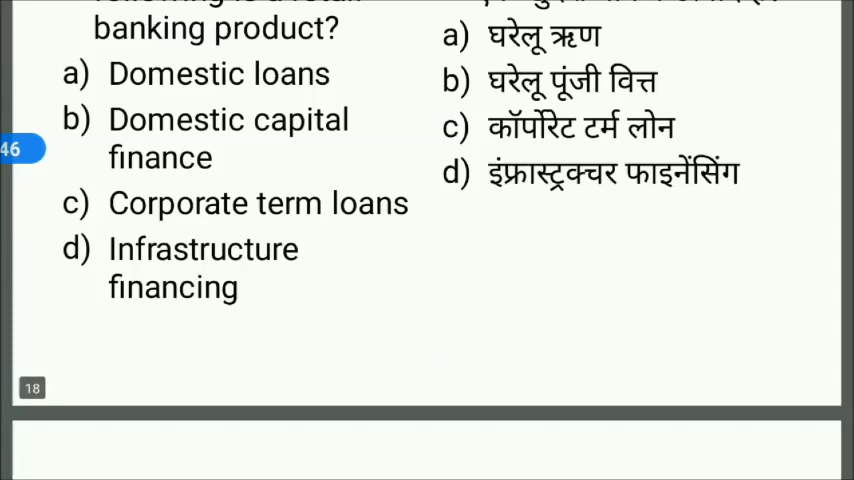 banking product?
a) Domestic loans
b) Domestic capital
finance
c) Corporate term loans
d) Infrastructure
financing
a) घरेलू ऋण
b) घरेलू पूंजी वित्त
c) कॉर्पोरेट टर्म लोन
d) इंफ्रास्ट्रक्चर फाइनेंसिंग
46
18